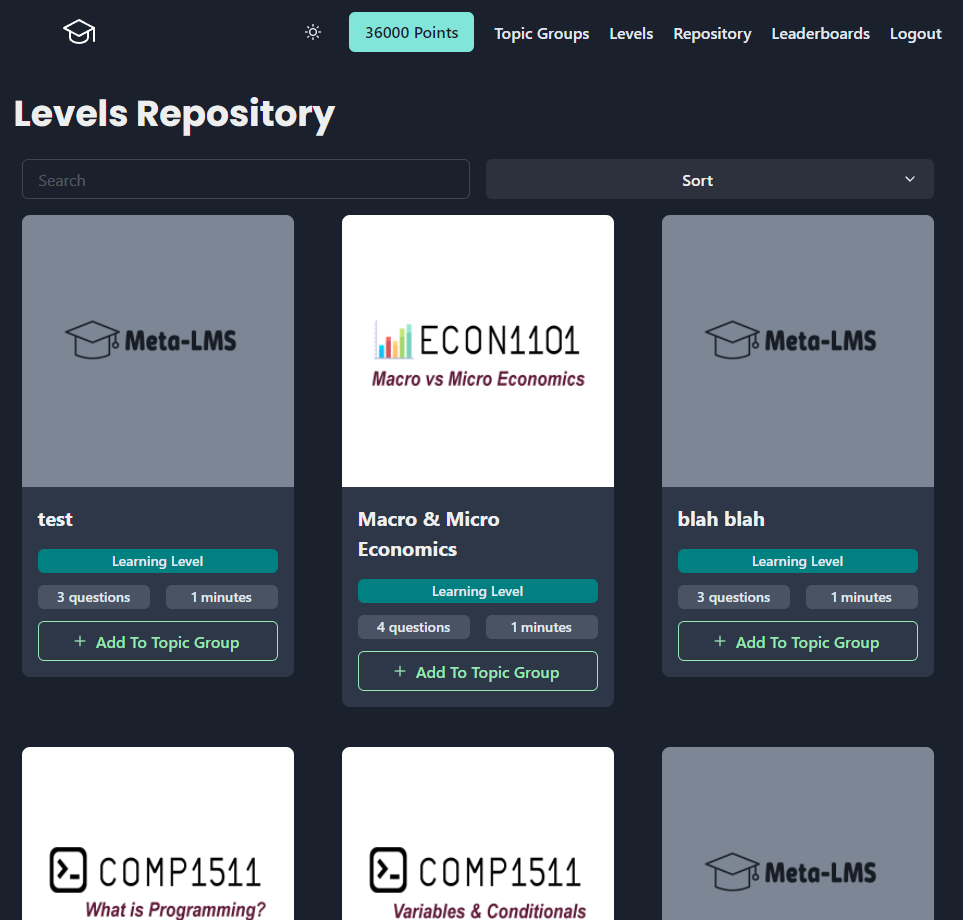 36000 Points Topic Groups Levels Repository Leaderboards Logout
Levels Repository
Search Sort
Meta-LMS
ECON1101
Macro vs Micro Economics
Meta-LMS
test
Learning Level
3 questions 1 minutes
+ Add To Topic Group
Macro & Micro
Economics
Learning Level
4 questions 1 minutes
+ Add To Topic Group
blah blah
Learning Level
3 questions 1 minutes
+ Add To Topic Group
COMP1511
What is Programming?
COMP1511
Variables & Conditionals
Meta-LMS